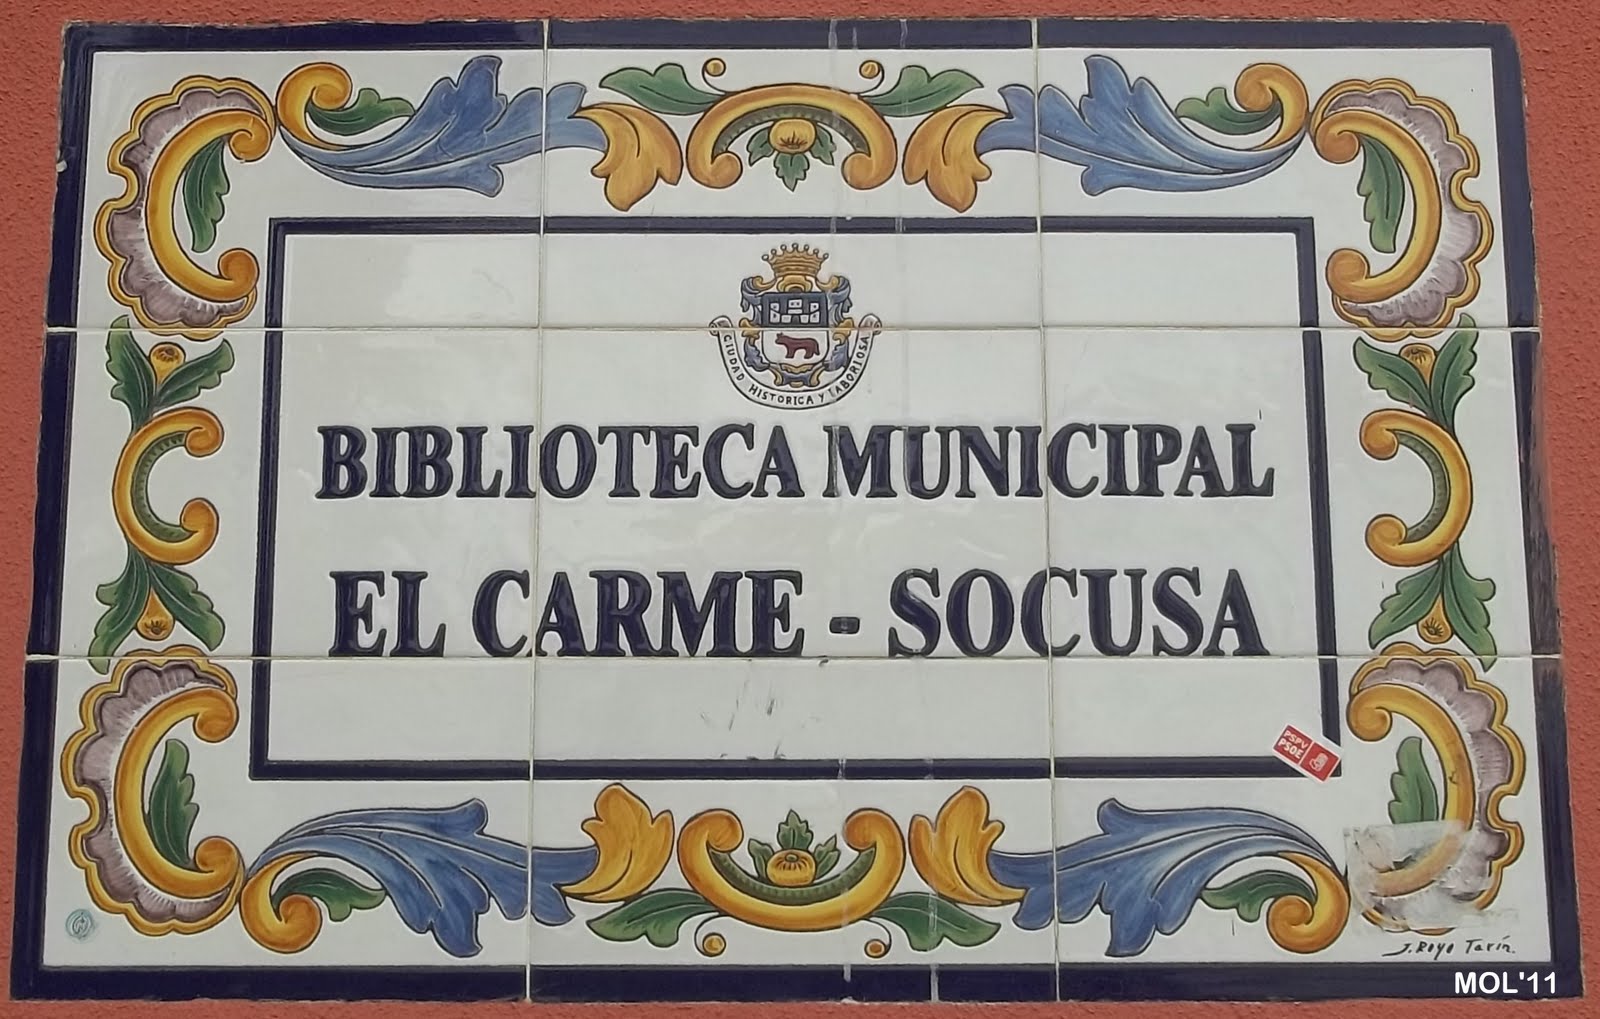 CIUDAD HISTORICA Y LABORIOSA
BIBLIOTECA MUNICIPAL
EL CARME - SOCUSA
PSPV
PSOE
J. Royo Tarín.
MOL'11